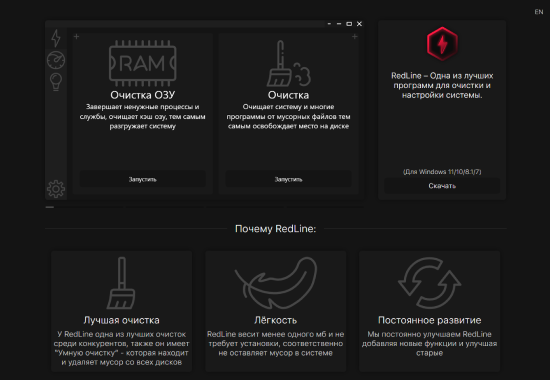 EN
RAM
Очистка ОЗУ
Завершает ненужные процессы и
службы, очищает кэш озу, тем самым
разгружает систему
Запустить
Очистка
Очищает систему и многие
программы от мусорных файлов тем
самым освобождает место на диске
Запустить
RedLine – Одна из лучших
программ для очистки и
настройки системы.
(Для Windows 11/10/8.1/7)
Скачать
Почему RedLine:
Лучшая очистка
У RedLine одна из лучших очисток
среди конкурентов, также он имеет
"Умную очистку" - которая находит
и удаляет мусор со всех дисков
Лёгкость
RedLine весит менее одного мб и не
требует установки, соответственно
не оставляет мусор в системе
Постоянное развитие
Мы постоянно улучшаем RedLine
добавляя новые функции и улучшая
старые